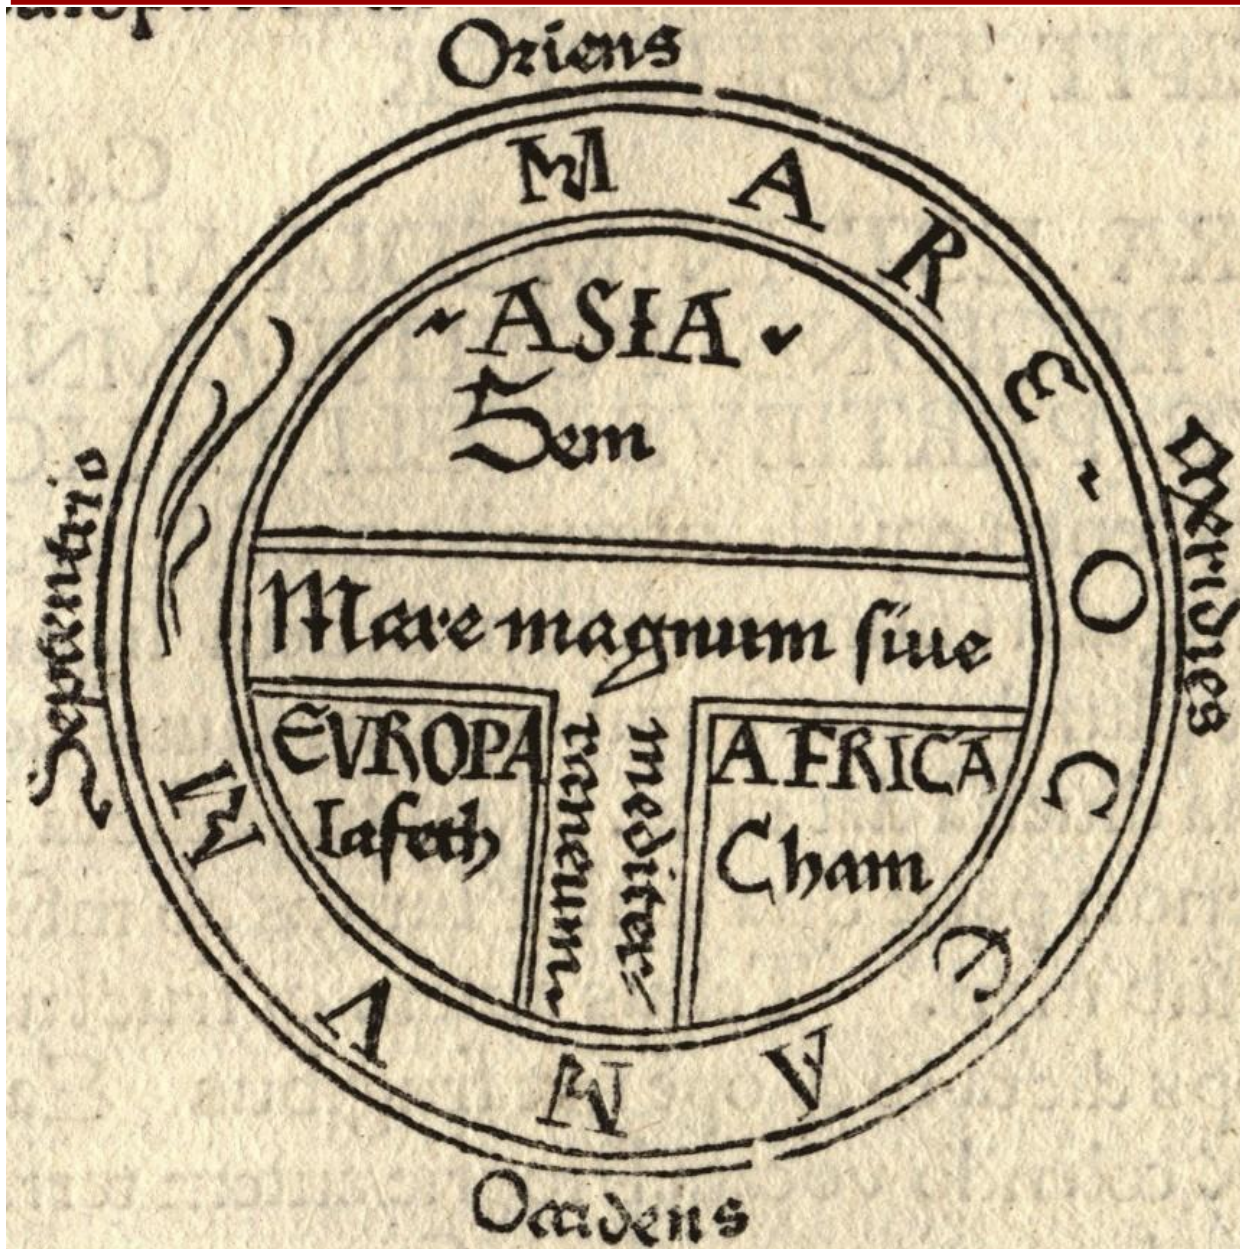 Oriens
MARE ~ OCEANVM
~ ASIA ~
Sem
Septentrio
Meridies
Mare magnum siue
mediter
raneum
EVROPA
Iafeth
AFRICA
Cham
Occidens